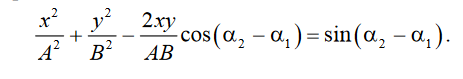 x²/A² + y²/B² − 2xy/AB cos(α₂ − α₁) = sin(α₂ − α₁).